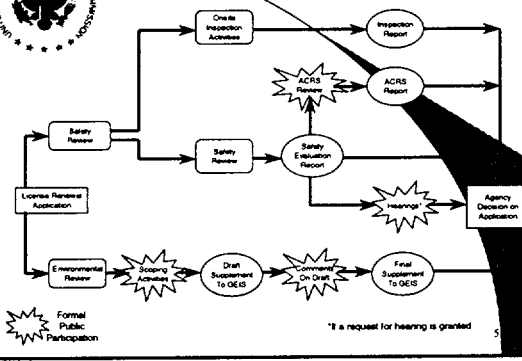 Onsite
Inspection
Activities
Inspection
Report
ACRS
Review
ACRS
Report
Safety
Review
Safety
Review
Safety
Evaluation
Report
License Renewal
Application
Hearings*
Agency
Decision on
Application
Environmental
Review
Scoping
Activities
Draft
Supplement
To GEIS
Comments
On Draft
Final
Supplement
To GEIS
Formal
Public
Participation
*If a request for hearing is granted
5